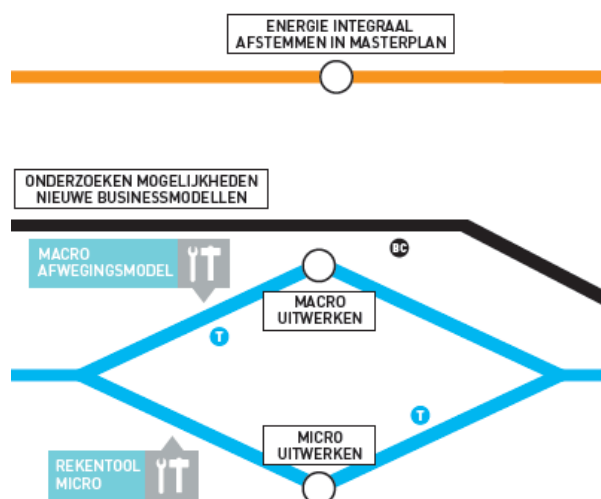 ENERGIE INTEGRAAL
AFSTEMMEN IN MASTERPLAN
ONDERZOEKEN MOGELIJKHEDEN
NIEUWE BUSINESSMODELLEN
BC
MACRO
AFWEGINGSMODEL
MACRO
UITWERKEN
T
T
MICRO
UITWERKEN
REKENTOOL
MICRO